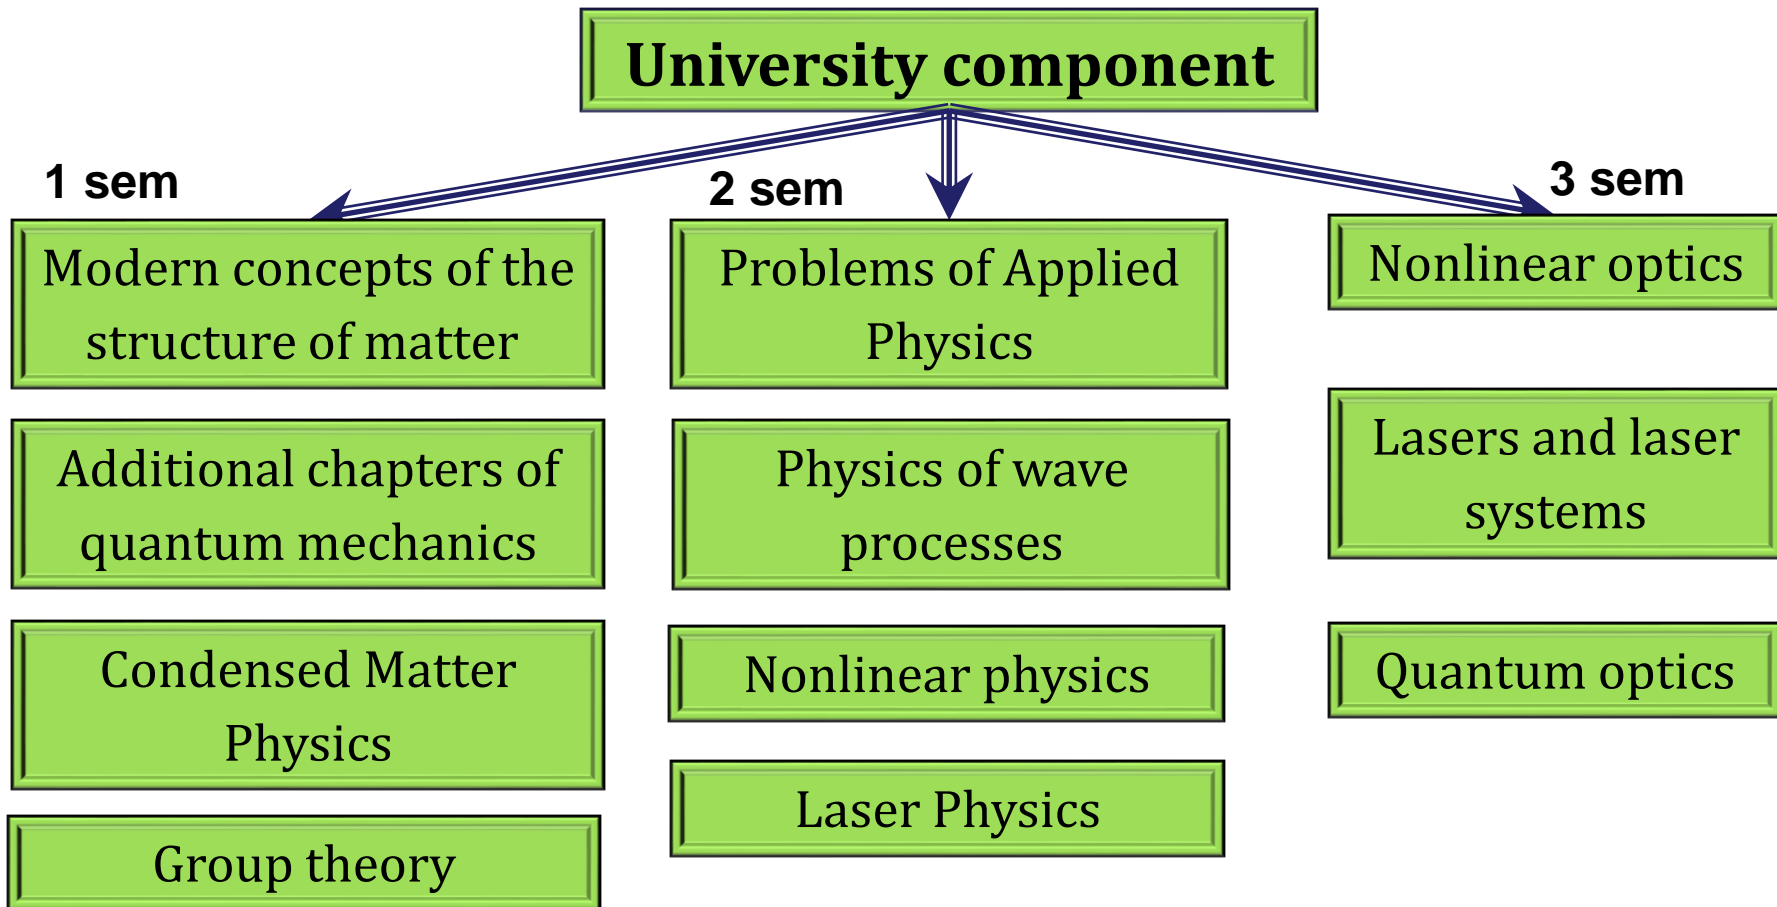 University component
1 sem
Modern concepts of the
structure of matter
Additional chapters of
quantum mechanics
Condensed Matter
Physics
Group theory
2 sem
Problems of Applied
Physics
Physics of wave
processes
Nonlinear physics
Laser Physics
3 sem
Nonlinear optics
Lasers and laser
systems
Quantum optics